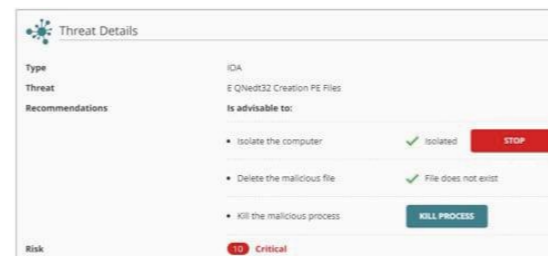 Threat Details
Type IOA
Threat E QNedt32 Creation PE Files
Recommendations Is advisable to:
• Isolate the computer Isolated STOP
• Delete the malicious file File does not exist
• Kill the malicious process KILL PROCESS
Risk 10 Critical